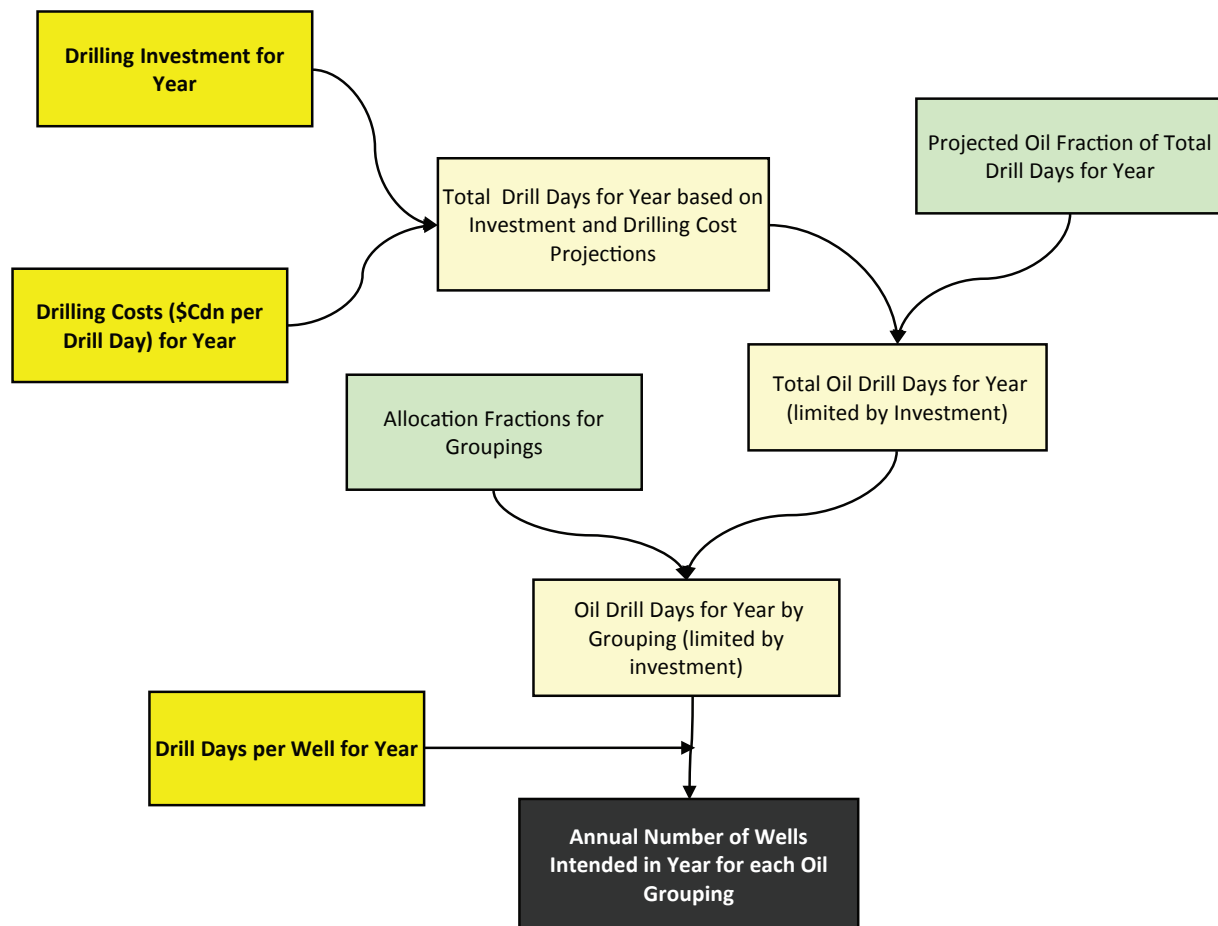 Drilling Investment for
Year
Projected Oil Fraction of Total
Drill Days for Year
Total Drill Days for Year based on
Investment and Drilling Cost
Projections
Drilling Costs ($Cdn per
Drill Day) for Year
Total Oil Drill Days for Year
(limited by Investment)
Allocation Fractions for
Groupings
Oil Drill Days for Year by
Grouping (limited by
investment)
Drill Days per Well for Year
Annual Number of Wells
Intended in Year for each Oil
Grouping